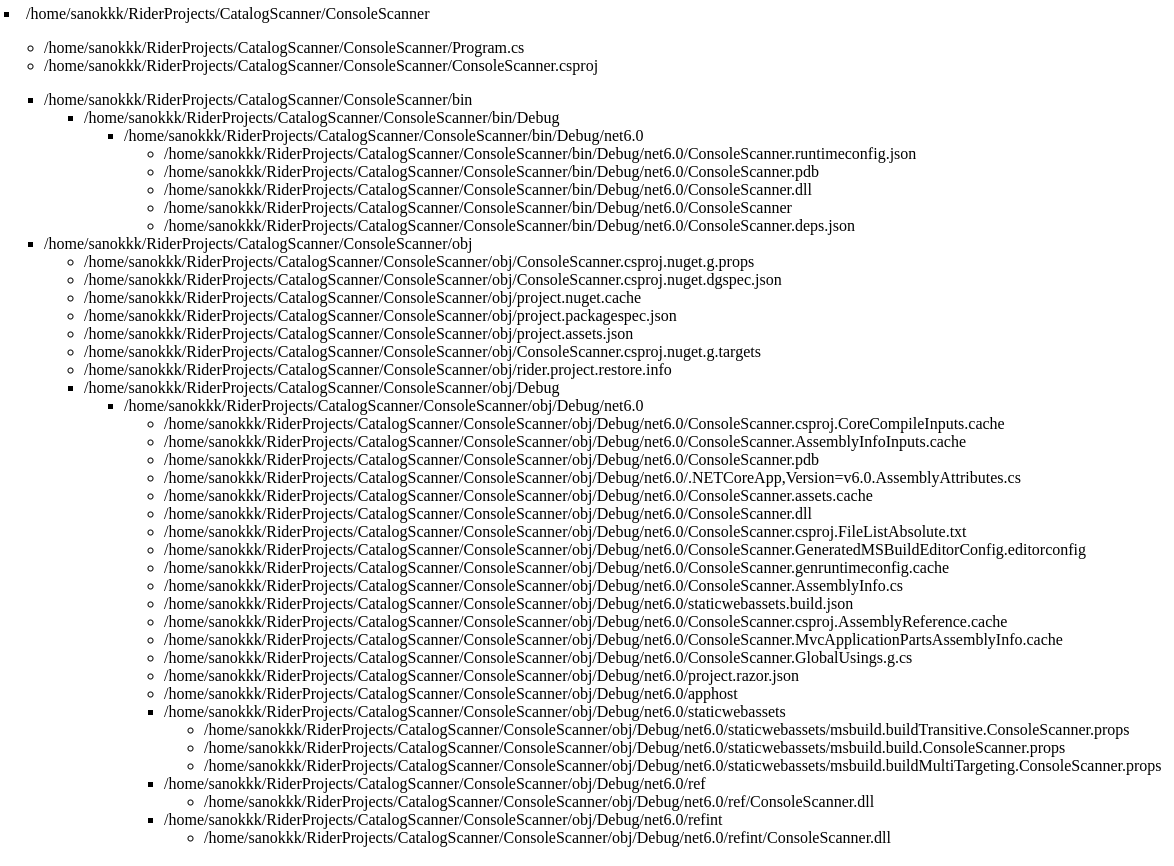 /home/sanokkk/RiderProjects/CatalogScanner/ConsoleScanner
/home/sanokkk/RiderProjects/CatalogScanner/ConsoleScanner/Program.cs
/home/sanokkk/RiderProjects/CatalogScanner/ConsoleScanner/ConsoleScanner.csproj
/home/sanokkk/RiderProjects/CatalogScanner/ConsoleScanner/bin
/home/sanokkk/RiderProjects/CatalogScanner/ConsoleScanner/bin/Debug
/home/sanokkk/RiderProjects/CatalogScanner/ConsoleScanner/bin/Debug/net6.0
/home/sanokkk/RiderProjects/CatalogScanner/ConsoleScanner/bin/Debug/net6.0/ConsoleScanner.runtimeconfig.json
/home/sanokkk/RiderProjects/CatalogScanner/ConsoleScanner/bin/Debug/net6.0/ConsoleScanner.pdb
/home/sanokkk/RiderProjects/CatalogScanner/ConsoleScanner/bin/Debug/net6.0/ConsoleScanner.dll
/home/sanokkk/RiderProjects/CatalogScanner/ConsoleScanner/bin/Debug/net6.0/ConsoleScanner
/home/sanokkk/RiderProjects/CatalogScanner/ConsoleScanner/bin/Debug/net6.0/ConsoleScanner.deps.json
/home/sanokkk/RiderProjects/CatalogScanner/ConsoleScanner/obj
/home/sanokkk/RiderProjects/CatalogScanner/ConsoleScanner/obj/ConsoleScanner.csproj.nuget.g.props
/home/sanokkk/RiderProjects/CatalogScanner/ConsoleScanner/obj/ConsoleScanner.csproj.nuget.dgspec.json
/home/sanokkk/RiderProjects/CatalogScanner/ConsoleScanner/obj/project.nuget.cache
/home/sanokkk/RiderProjects/CatalogScanner/ConsoleScanner/obj/project.packagespec.json
/home/sanokkk/RiderProjects/CatalogScanner/ConsoleScanner/obj/project.assets.json
/home/sanokkk/RiderProjects/CatalogScanner/ConsoleScanner/obj/ConsoleScanner.csproj.nuget.g.targets
/home/sanokkk/RiderProjects/CatalogScanner/ConsoleScanner/obj/rider.project.restore.info
/home/sanokkk/RiderProjects/CatalogScanner/ConsoleScanner/obj/Debug
/home/sanokkk/RiderProjects/CatalogScanner/ConsoleScanner/obj/Debug/net6.0
/home/sanokkk/RiderProjects/CatalogScanner/ConsoleScanner/obj/Debug/net6.0/ConsoleScanner.csproj.CoreCompileInputs.cache
/home/sanokkk/RiderProjects/CatalogScanner/ConsoleScanner/obj/Debug/net6.0/ConsoleScanner.AssemblyInfoInputs.cache
/home/sanokkk/RiderProjects/CatalogScanner/ConsoleScanner/obj/Debug/net6.0/ConsoleScanner.pdb
/home/sanokkk/RiderProjects/CatalogScanner/ConsoleScanner/obj/Debug/net6.0/.NETCoreApp,Version=v6.0.AssemblyAttributes.cs
/home/sanokkk/RiderProjects/CatalogScanner/ConsoleScanner/obj/Debug/net6.0/ConsoleScanner.assets.cache
/home/sanokkk/RiderProjects/CatalogScanner/ConsoleScanner/obj/Debug/net6.0/ConsoleScanner.dll
/home/sanokkk/RiderProjects/CatalogScanner/ConsoleScanner/obj/Debug/net6.0/ConsoleScanner.csproj.FileListAbsolute.txt
/home/sanokkk/RiderProjects/CatalogScanner/ConsoleScanner/obj/Debug/net6.0/ConsoleScanner.GeneratedMSBuildEditorConfig.editorconfig
/home/sanokkk/RiderProjects/CatalogScanner/ConsoleScanner/obj/Debug/net6.0/ConsoleScanner.genruntimeconfig.cache
/home/sanokkk/RiderProjects/CatalogScanner/ConsoleScanner/obj/Debug/net6.0/ConsoleScanner.AssemblyInfo.cs
/home/sanokkk/RiderProjects/CatalogScanner/ConsoleScanner/obj/Debug/net6.0/staticwebassets.build.json
/home/sanokkk/RiderProjects/CatalogScanner/ConsoleScanner/obj/Debug/net6.0/ConsoleScanner.csproj.AssemblyReference.cache
/home/sanokkk/RiderProjects/CatalogScanner/ConsoleScanner/obj/Debug/net6.0/ConsoleScanner.MvcApplicationPartsAssemblyInfo.cache
/home/sanokkk/RiderProjects/CatalogScanner/ConsoleScanner/obj/Debug/net6.0/ConsoleScanner.GlobalUsings.g.cs
/home/sanokkk/RiderProjects/CatalogScanner/ConsoleScanner/obj/Debug/net6.0/project.razor.json
/home/sanokkk/RiderProjects/CatalogScanner/ConsoleScanner/obj/Debug/net6.0/apphost
/home/sanokkk/RiderProjects/CatalogScanner/ConsoleScanner/obj/Debug/net6.0/staticwebassets
/home/sanokkk/RiderProjects/CatalogScanner/ConsoleScanner/obj/Debug/net6.0/staticwebassets/msbuild.buildTransitive.ConsoleScanner.props
/home/sanokkk/RiderProjects/CatalogScanner/ConsoleScanner/obj/Debug/net6.0/staticwebassets/msbuild.build.ConsoleScanner.props
/home/sanokkk/RiderProjects/CatalogScanner/ConsoleScanner/obj/Debug/net6.0/staticwebassets/msbuild.buildMultiTargeting.ConsoleScanner.props
/home/sanokkk/RiderProjects/CatalogScanner/ConsoleScanner/obj/Debug/net6.0/ref
/home/sanokkk/RiderProjects/CatalogScanner/ConsoleScanner/obj/Debug/net6.0/ref/ConsoleScanner.dll
/home/sanokkk/RiderProjects/CatalogScanner/ConsoleScanner/obj/Debug/net6.0/refint
/home/sanokkk/RiderProjects/CatalogScanner/ConsoleScanner/obj/Debug/net6.0/refint/ConsoleScanner.dll